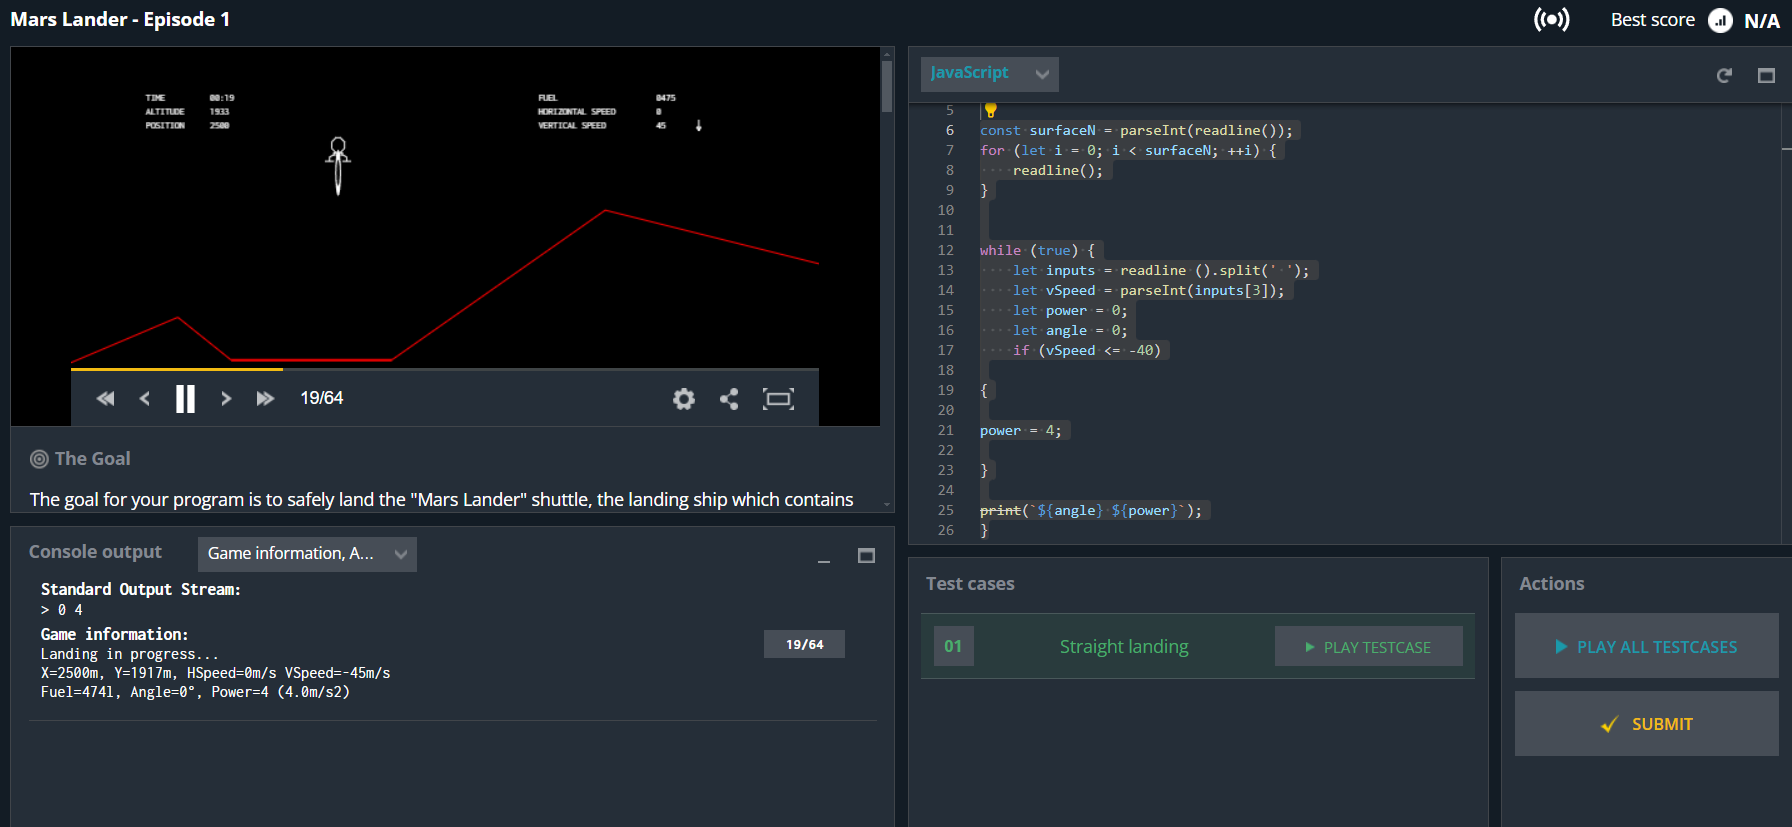 Mars Lander - Episode 1
Best score N/A
TIME 00:19
ALTITUDE 1933
POSITION 2500
FUEL 0475
HORIZONTAL SPEED 0
VERTICAL SPEED 45
19/64
The Goal
The goal for your program is to safely land the "Mars Lander" shuttle, the landing ship which contains
Console output
Game information, A...
Standard Output Stream:
> 0 4
Game information:
19/64
Landing in progress...
X=2500m, Y=1917m, HSpeed=0m/s VSpeed=-45m/s
Fuel=474l, Angle=0°, Power=4 (4.0m/s2)
JavaScript
5
6 const surfaceN = parseInt(readline());
7 for (let i = 0; i < surfaceN; ++i) {
8 readline();
9 }
10
11
12 while (true) {
13 let inputs = readline ().split(' ');
14 let vSpeed = parseInt(inputs[3]);
15 let power = 0;
16 let angle = 0;
17 if (vSpeed <= -40)
18
19 {
20
21 power = 4;
22
23 }
24
25 print(`${angle} ${power}`);
26 }
Test cases
01 Straight landing PLAY TESTCASE
Actions
PLAY ALL TESTCASES
SUBMIT